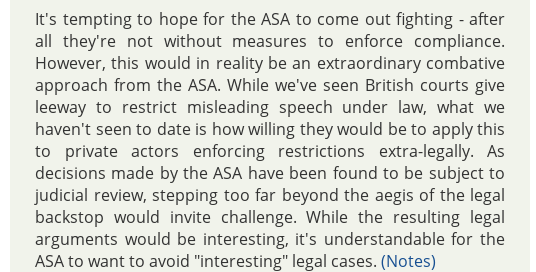 It's tempting to hope for the ASA to come out fighting - after
all they're not without measures to enforce compliance.
However, this would in reality be an extraordinary combative
approach from the ASA. While we've seen British courts give
leeway to restrict misleading speech under law, what we
haven't seen to date is how willing they would be to apply this
to private actors enforcing restrictions extra-legally. As
decisions made by the ASA have been found to be subject to
judicial review, stepping too far beyond the aegis of the legal
backstop would invite challenge. While the resulting legal
arguments would be interesting, it's understandable for the
ASA to want to avoid "interesting" legal cases. (Notes)